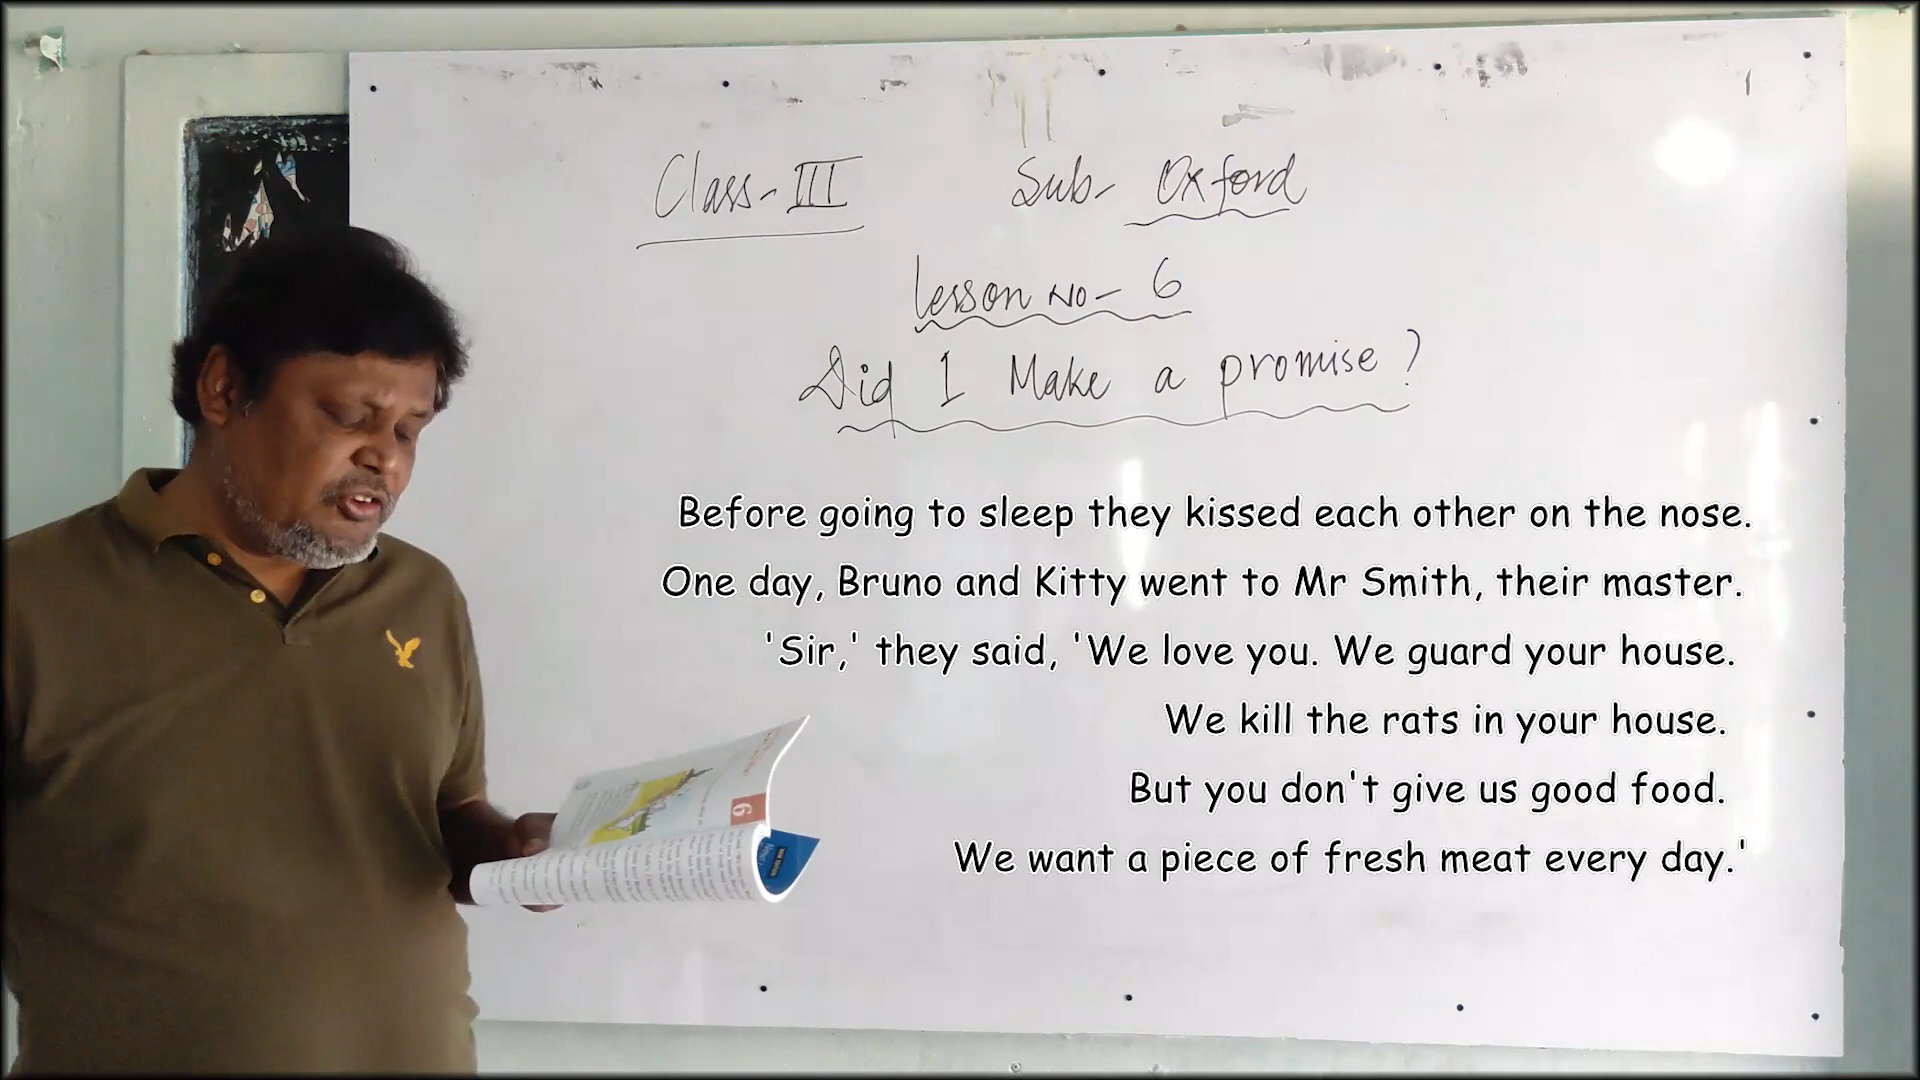 Class-III Sub- Oxford
Lesson No- 6
Did I Make a promise?
Before going to sleep they kissed each other on the nose.
One day, Bruno and Kitty went to Mr Smith, their master.
'Sir,' they said, 'We love you. We guard your house.
We kill the rats in your house.
But you don't give us good food.
We want a piece of fresh meat every day.'
6